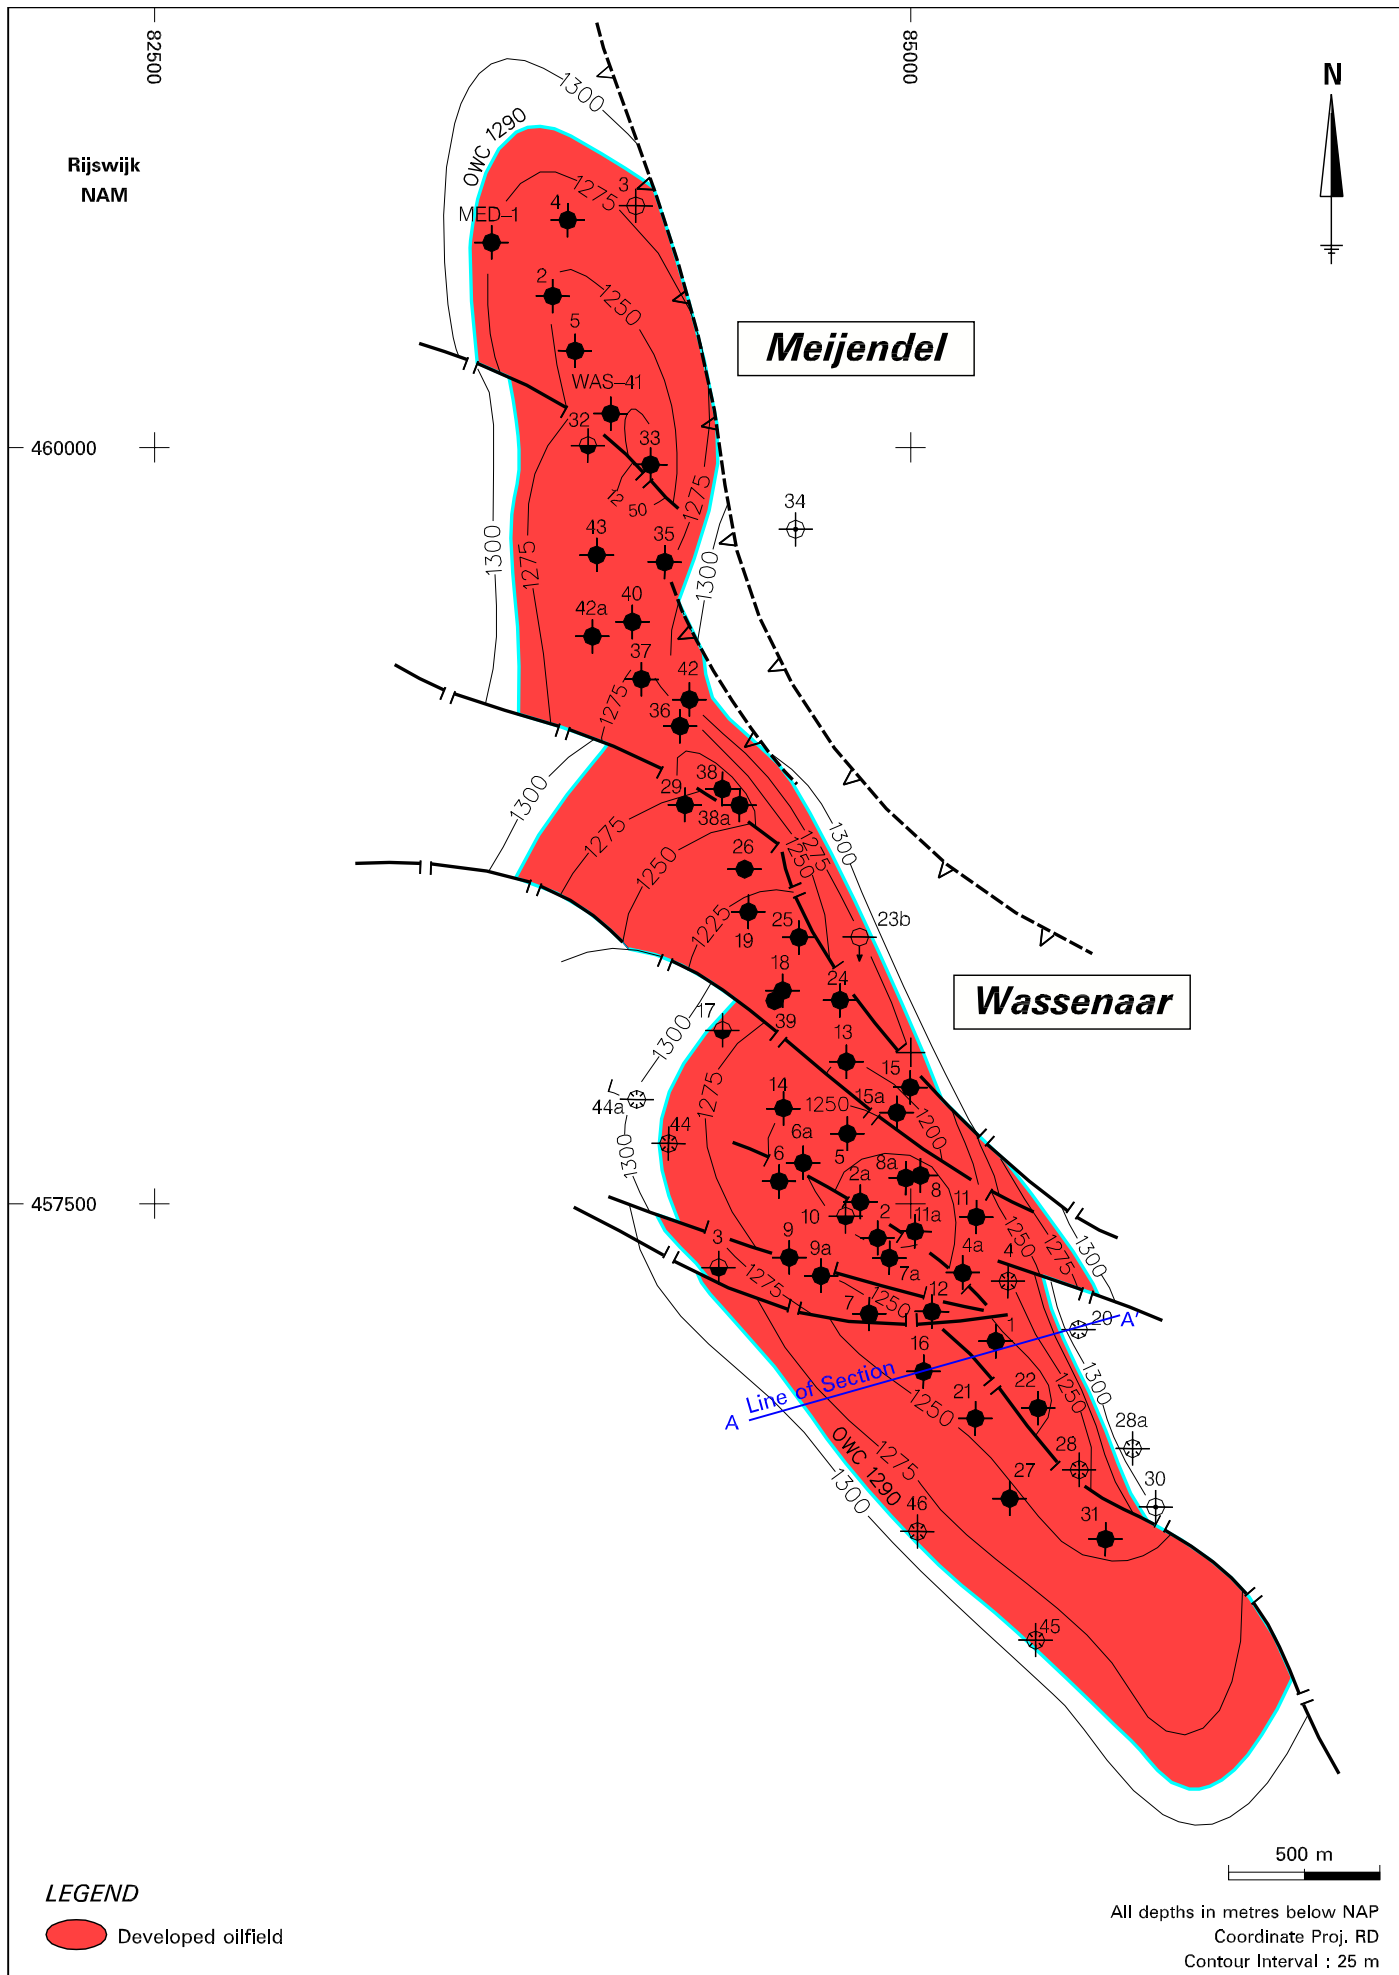 82500
85000
N
1300
OWC 1290
Rijswijk
NAM
3
1275
4
MED–1
2
1250
5
Meijendel
WAS–41
32
460000
33
12
50
1275
34
43
35
1300
1275
1300
40
42a
37
42
1275
36
38
29
38a
1300
1275
1250
1275
1250
1300
26
1225
19
25
23b
18
24
Wassenaar
39
17
13
1300
15
15a
14
1275
1250
1200
44a
44
1300
6a
5
6
8a
8
2a
10
2
11a
11
3
9
9a
7a
4a
4
1250
1275
1300
1275
7
1250
12
1
20
A'
16
Line of Section
A
1250
21
22
1250
1300
28a
OWC 1290
1275
28
1300
27
30
46
31
45
500 m
LEGEND
Developed oilfield
All depths in metres below NAP
Coordinate Proj. RD
Contour Interval : 25 m
457500